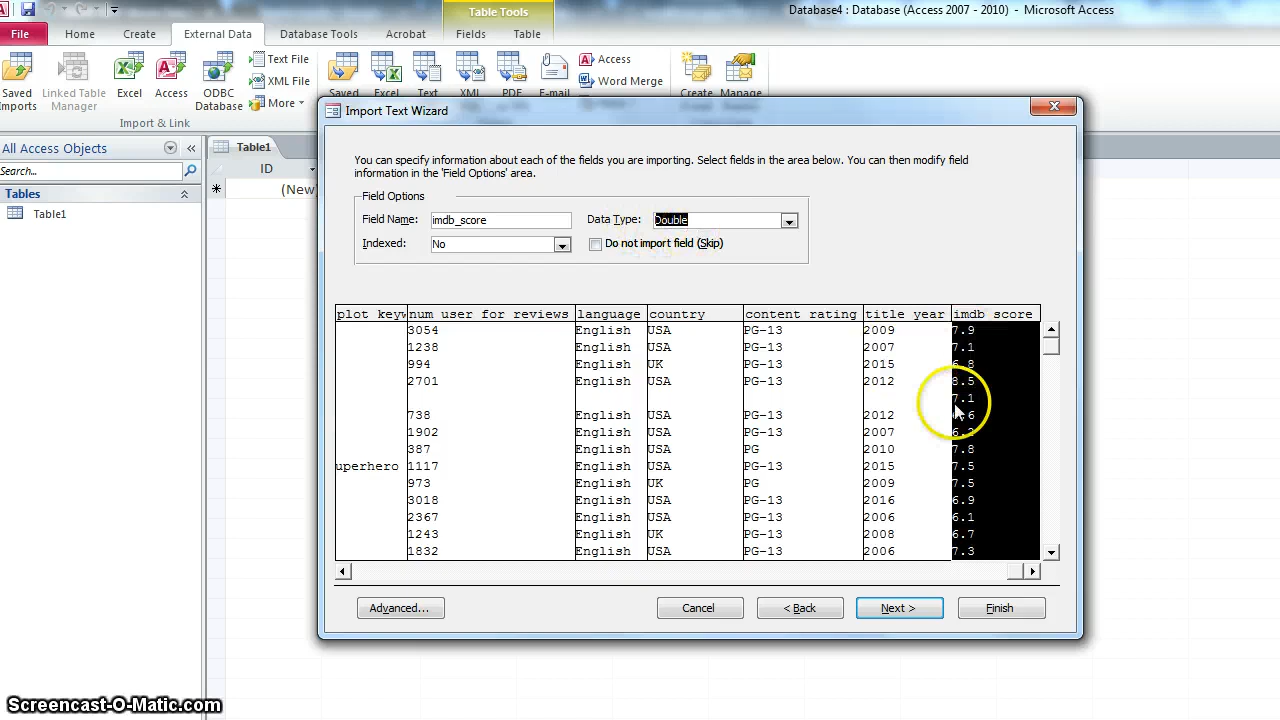 Table Tools
Database4 : Database (Access 2007 - 2010) - Microsoft Access
File Home Create External Data Database Tools Acrobat Fields Table
Saved Imports
Linked Table Manager
Excel
Access
ODBC Database
Text File
XML File
More
Import & Link
Saved
Excel
Text
XML
PDF
E-mail
Access
Word Merge
Create
Manage
Import Text Wizard
All Access Objects
Search...
Tables
Table1
Table1
ID
(New)
You can specify information about each of the fields you are importing. Select fields in the area below. You can then modify field
information in the 'Field Options' area.
Field Options
Field Name: imdb_score Data Type: Double
Indexed: No Do not import field (Skip)
plot keyw num user for reviews language country content rating title year imdb score
3054 English USA PG-13 2009 7.9
1238 English USA PG-13 2007 7.1
994 English UK PG-13 2015 6.8
2701 English USA PG-13 2012 8.5
7.1
738 English USA PG-13 2012 6
1902 English USA PG-13 2007 6.2
387 English USA PG 2010 7.8
uperhero 1117 English USA PG-13 2015 7.5
973 English UK PG 2009 7.5
3018 English USA PG-13 2016 6.9
2367 English USA PG-13 2006 6.1
1243 English UK PG-13 2008 6.7
1832 English USA PG-13 2006 7.3
Advanced... Cancel < Back Next > Finish
Screencast-O-Matic.com